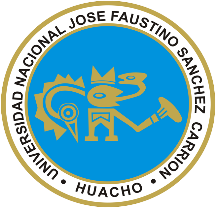 UNIVERSIDAD NACIONAL JOSE FAUSTINO SANCHEZ CARRION
• HUACHO •